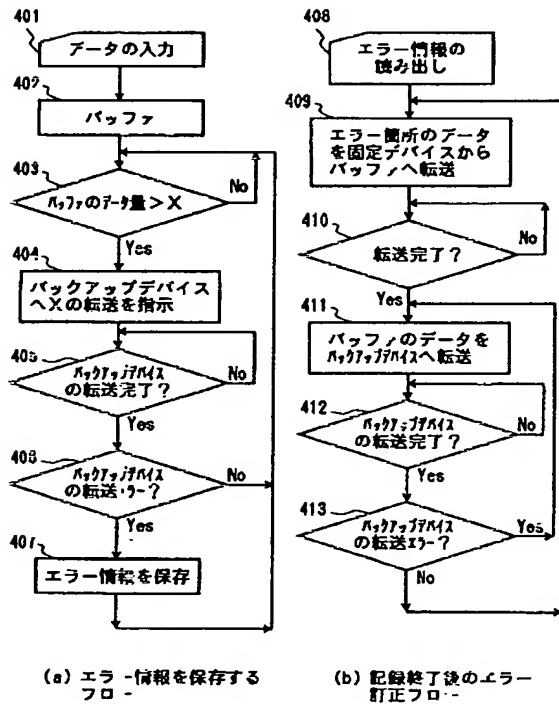 401
データの入力
402
バッファ
403
バッファのデータ量>X
No
Yes
404
バックアップデバイス
へXの転送を指示
405
バックアップデバイス
の転送完了?
No
Yes
406
バックアップデバイス
の転送エラー?
No
Yes
407
エラー情報を保存
(a) エラー情報を保存する
フロー
408
エラー情報の
読み出し
409
エラー箇所のデータ
を固定デバイスから
バッファへ転送
410
転送完了?
No
Yes
411
バッファのデータを
バックアップデバイスへ転送
412
バックアップデバイス
の転送完了?
No
Yes
413
バックアップデバイス
の転送エラー?
Yes
No
(b) 記録終了後のエラー
訂正フロー